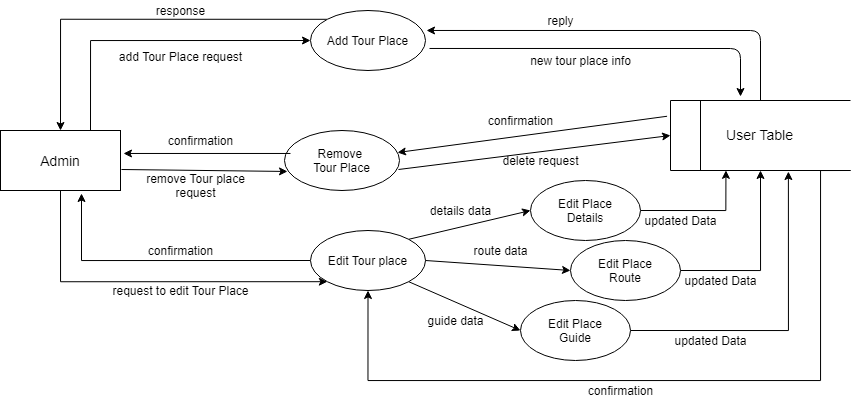 response
reply
Add Tour Place
add Tour Place request
new tour place info
confirmation
User Table
confirmation
Admin
Remove
Tour Place
delete request
remove Tour place
request
details data
Edit Place
Details
updated Data
confirmation
Edit Tour place
route data
Edit Place
Route
updated Data
request to edit Tour Place
guide data
Edit Place
Guide
updated Data
confirmation